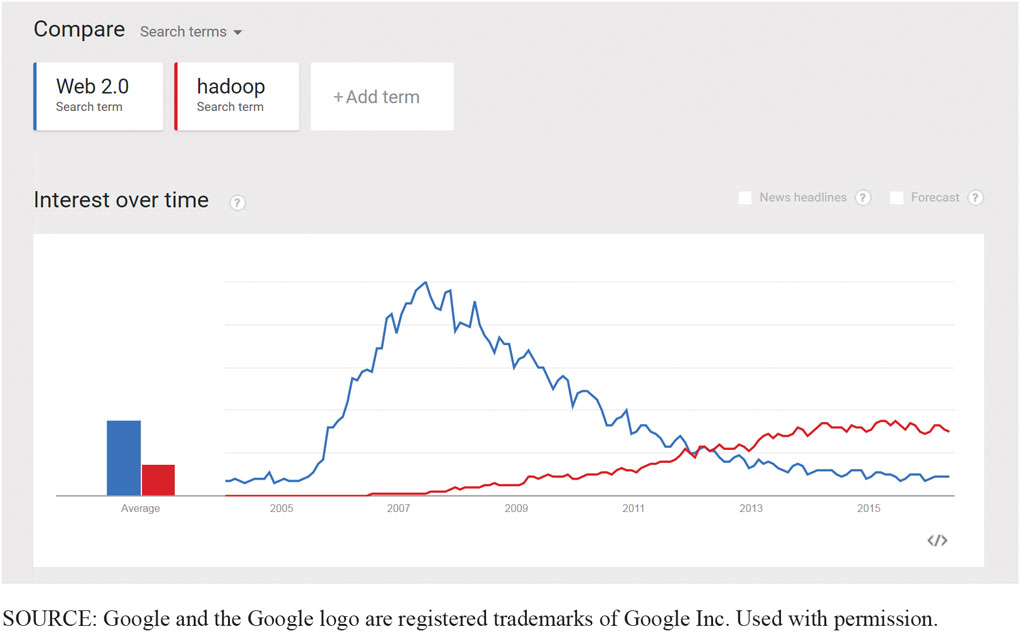 Compare Search terms
Web 2.0 hadoop +Add term
Search term Search term
Interest over time ? News headlines ? Forecast ?
Average 2005 2007 2009 2011 2013 2015
</>
SOURCE: Google and the Google logo are registered trademarks of Google Inc. Used with permission.